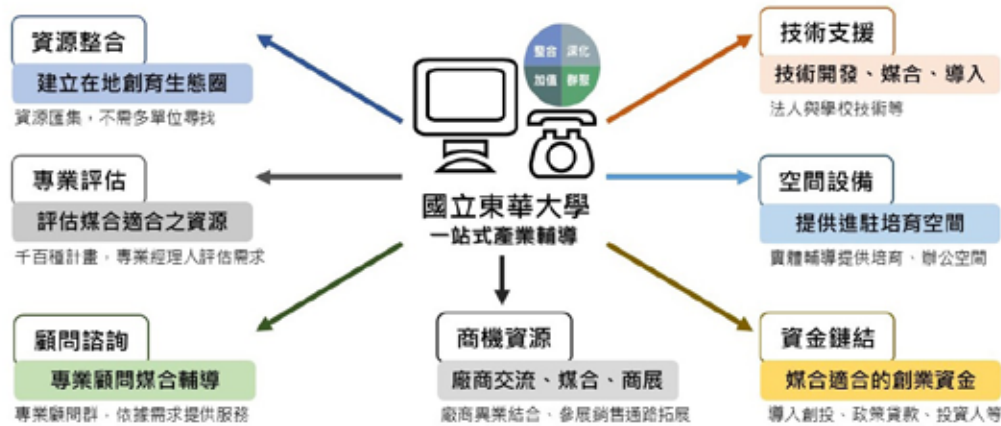 資源整合
建立在地創育生態圈
資源匯集，不需多單位尋找
專業評估
評估媒合適合之資源
千百種計畫，專業經理人評估需求
顧問諮詢
專業顧問媒合輔導
專業顧問群，依據需求提供服務
整合 深化
加值 群聚
國立東華大學
一站式產業輔導
商機資源
廠商交流、媒合、商展
廠商異業結合、參展銷售通路拓展
技術支援
技術開發、媒合、導入
法人與學校技術等
空間設備
提供進駐培育空間
實體輔導提供培育、辦公空間
資金鏈結
媒合適合的創業資金
導入創投、政策貸款、投資人等